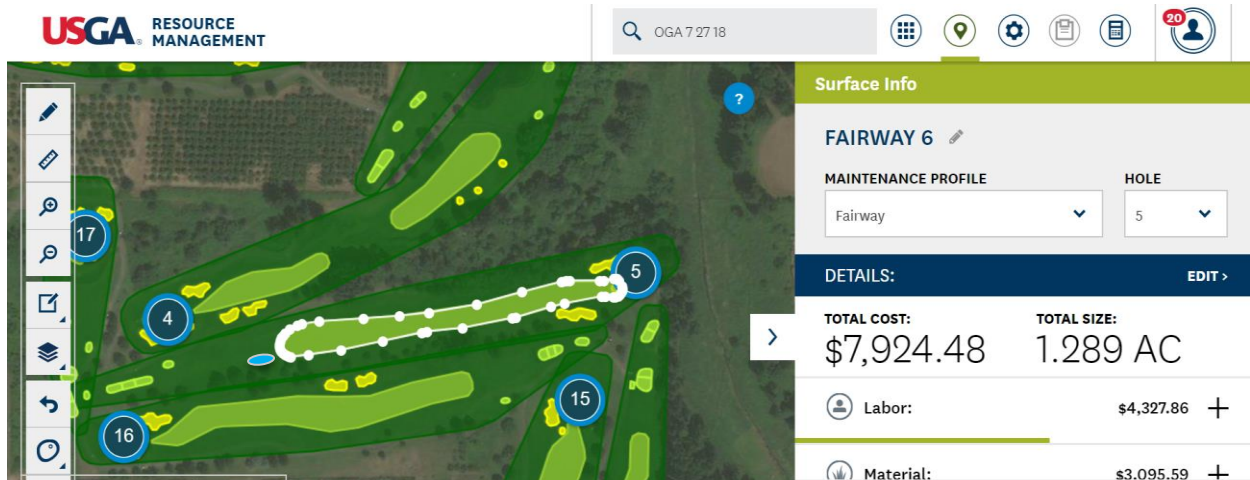 USGA® RESOURCE
MANAGEMENT
OGA 7 27 18
20
?
17
4
5
16
15
Surface Info
FAIRWAY 6
MAINTENANCE PROFILE HOLE
Fairway 5
DETAILS: EDIT >
TOTAL COST: TOTAL SIZE:
$7,924.48 1.289 AC
Labor: $4,327.86 +
Material: $3,095.59 +